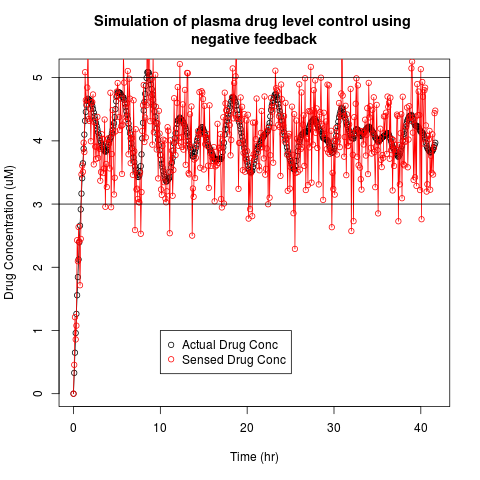 Simulation of plasma drug level control using
negative feedback
Drug Concentration (uM)
5
4
3
2
1
0
Actual Drug Conc
Sensed Drug Conc
0 10 20 30 40
Time (hr)